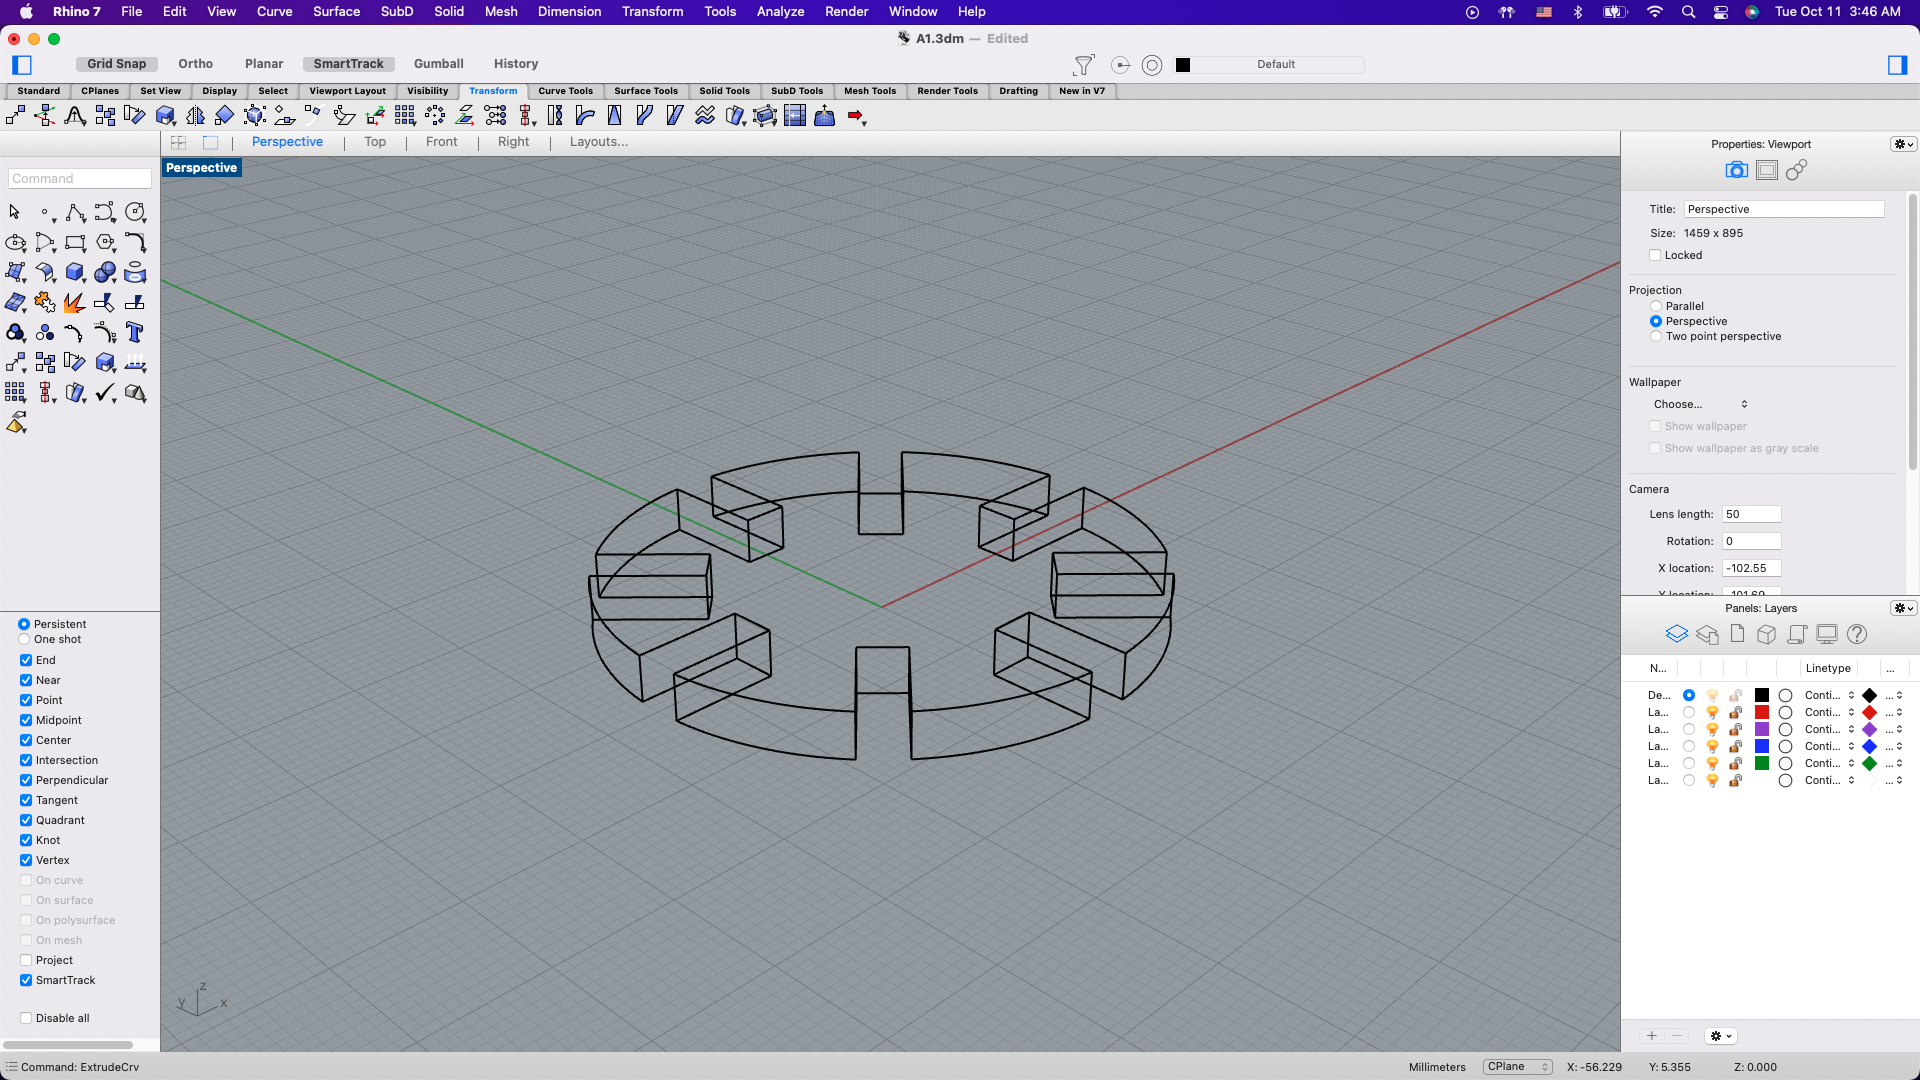 Rhino 7 File Edit View Curve Surface SubD Solid Mesh Dimension Transform Tools Analyze Render Window Help Tue Oct 11 3:46 AM
A1.3dm — Edited
Grid Snap Ortho Planar SmartTrack Gumball History Default
Standard CPlanes Set View Display Select Viewport Layout Visibility Transform Curve Tools Surface Tools Solid Tools SubD Tools Mesh Tools Render Tools Drafting New in V7
Perspective Top Front Right Layouts...
Perspective
Command
Persistent
One shot
End
Near
Point
Midpoint
Center
Intersection
Perpendicular
Tangent
Quadrant
Knot
Vertex
On curve
On surface
On polysurface
On mesh
Project
SmartTrack
Disable all
z
y
x
Properties: Viewport
Title: Perspective
Size: 1459 x 895
Locked
Projection
Parallel
Perspective
Two point perspective
Wallpaper
Choose...
Show wallpaper
Show wallpaper as gray scale
Camera
Lens length: 50
Rotation: 0
X location: -102.55
Panels: Layers
N... Linetype ...
De... Conti... ...
La... Conti... ...
La... Conti... ...
La... Conti... ...
La... Conti... ...
La... Conti... ...
Command: ExtrudeCrv Millimeters CPlane X: -56.229 Y: 5.355 Z: 0.000